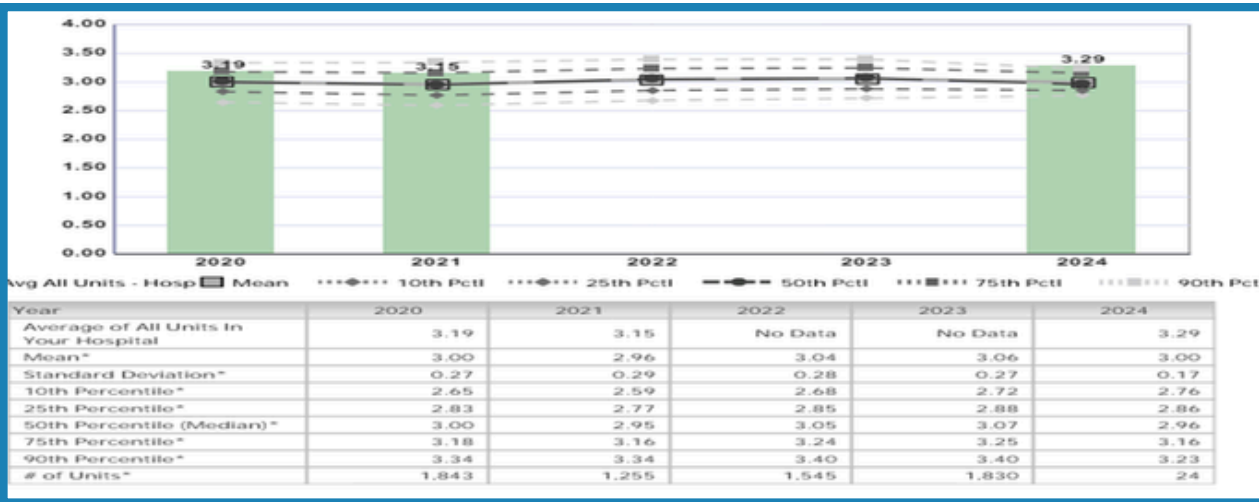 4.00
3.50
3.00
2.50
2.00
1.50
1.00
0.50
0.00
3.19
3.15
3.29
2020 2021 2022 2023 2024
Avg All Units - Hosp Mean 10th Pctl 25th Pctl 50th Pctl 75th Pctl 90th Pct
Year 2020 2021 2022 2023 2024
Average of All Units In
Your Hospital 3.19 3.15 No Data No Data 3.29
Mean* 3.00 2.96 3.04 3.06 3.00
Standard Deviation* 0.27 0.29 0.28 0.27 0.17
10th Percentile* 2.65 2.59 2.68 2.72 2.76
25th Percentile* 2.83 2.77 2.85 2.88 2.86
50th Percentile (Median)* 3.00 2.95 3.05 3.07 2.96
75th Percentile* 3.18 3.16 3.24 3.25 3.16
90th Percentile* 3.34 3.34 3.40 3.40 3.23
# of Units* 1,843 1,255 1,545 1,830 24